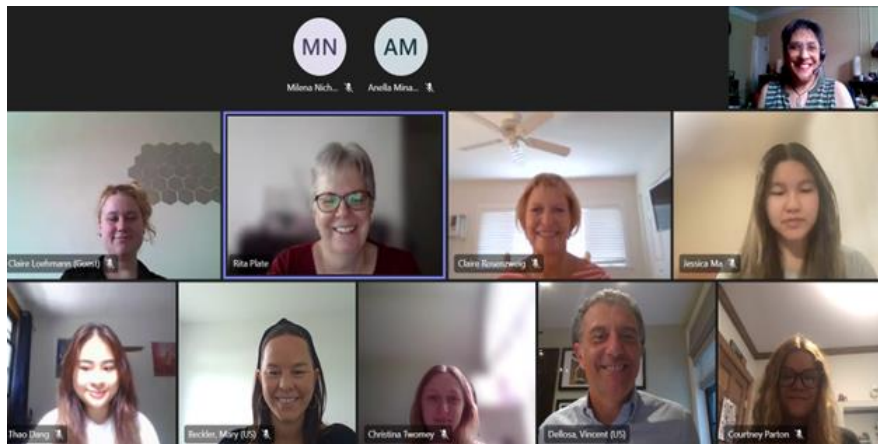 MN
AM
Milena Nich...
Anella Mina...
Claire Loehmann (Guest)
Rita Plate
Claire Rosenzweig
Jessica Ma
Thao Dang
Beckler, Mary (US)
Christina Twomey
Dellosa, Vincent (US)
Courtney Parton